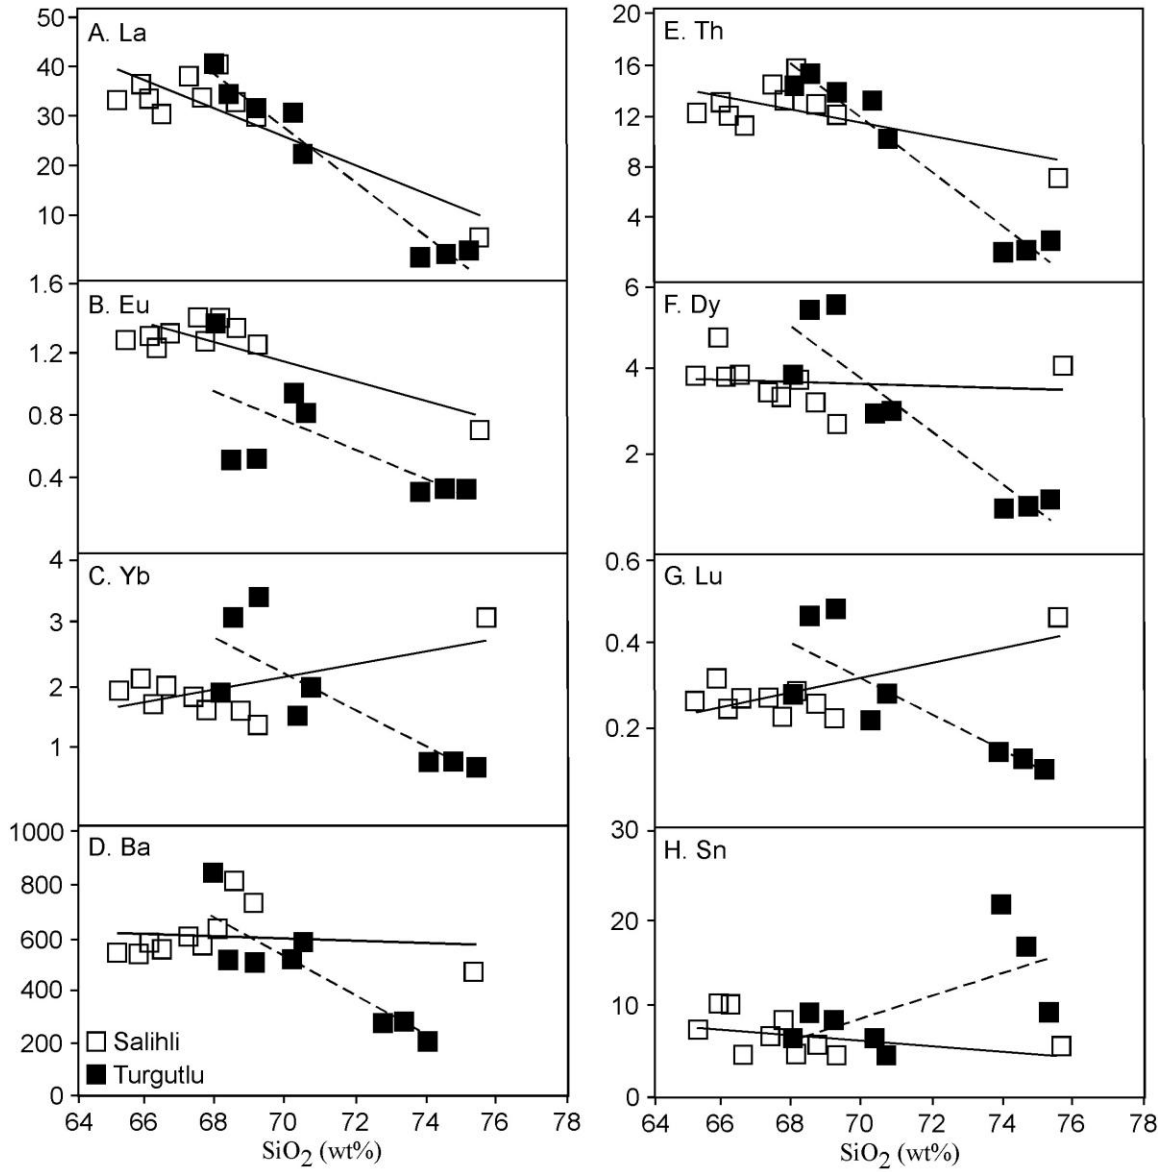 A. La
50
40
30
20
10
B. Eu
1.6
1.2
0.8
0.4
C. Yb
4
3
2
1
D. Ba
1000
800
600
400
200
0
Salihli
Turgutlu
64 66 68 70 72 74 76 78
SiO2 (wt%)
E. Th
20
16
12
8
4
F. Dy
6
4
2
G. Lu
0.6
0.4
0.2
H. Sn
30
20
10
0
64 66 68 70 72 74 76 78
SiO2 (wt%)